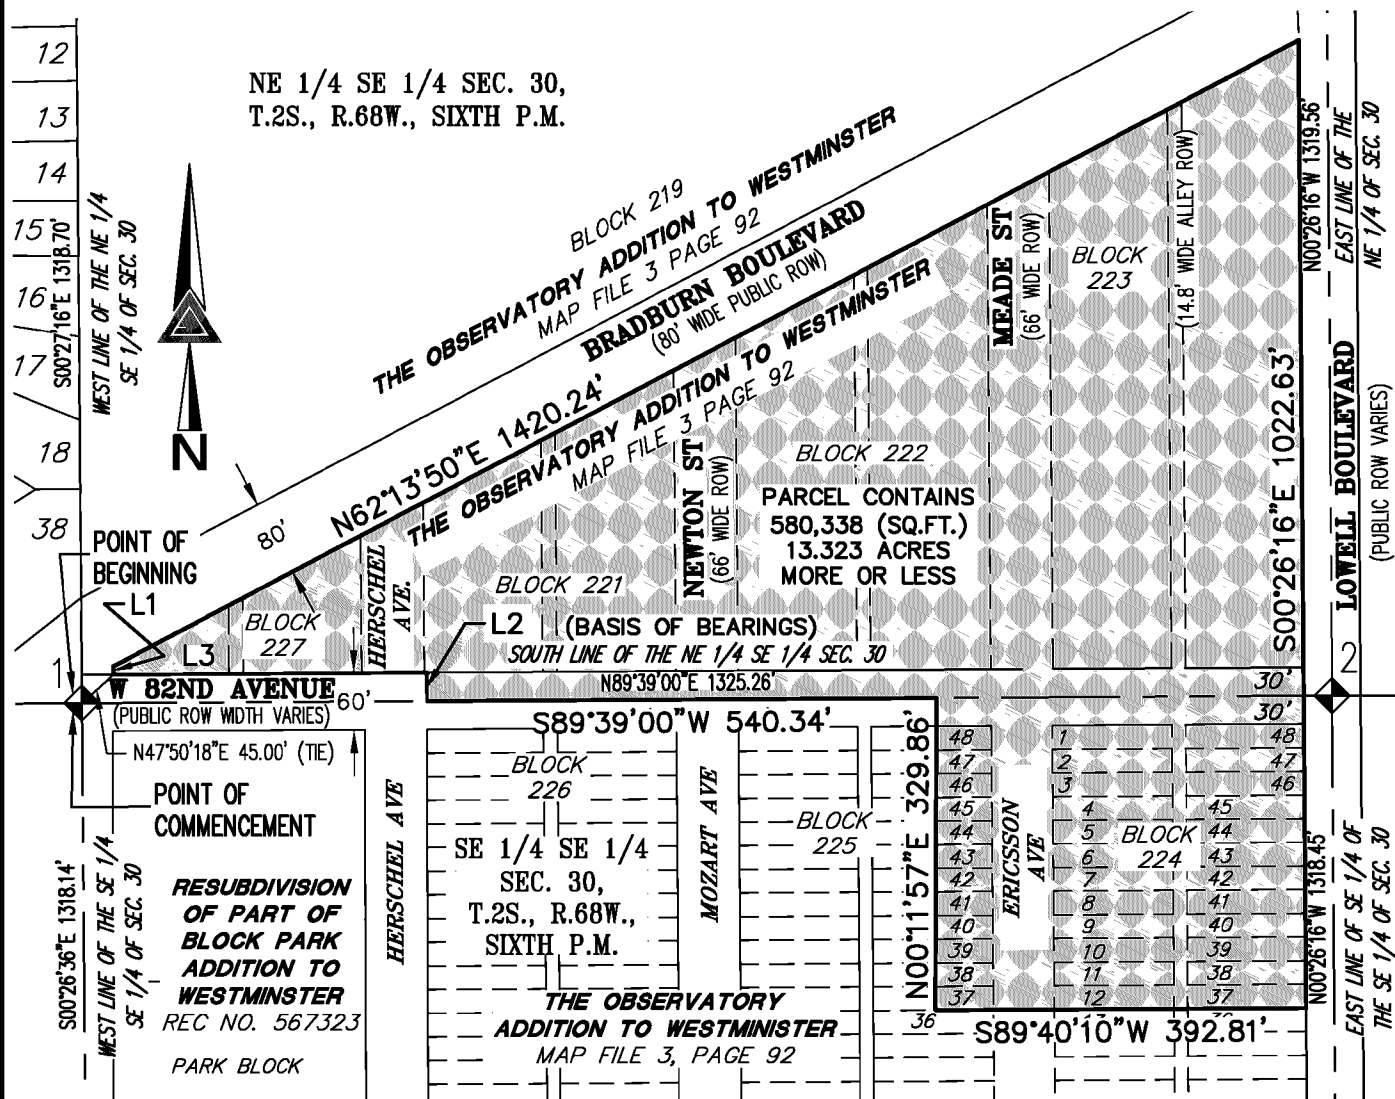 NE 1/4 SE 1/4 SEC. 30,
T.2S., R.68W., SIXTH P.M.
12
13
14
15
16
17
18
38
1
S00°27'16"E 1318.70'
WEST LINE OF THE NE 1/4
SE 1/4 OF SEC. 30
N
BLOCK 219
THE OBSERVATORY ADDITION TO WESTMINSTER
MAP FILE 3 PAGE 92
BRADBURN BOULEVARD
(80' WIDE PUBLIC ROW)
N62°13'50"E 1420.24'
THE OBSERVATORY ADDITION TO WESTMINSTER
MAP FILE 3 PAGE 92
80'
MEADE ST
(66' WIDE ROW)
BLOCK
223
(14.8' WIDE ALLEY ROW)
N00°26'16"W 1319.56'
EAST LINE OF THE
NE 1/4 OF SEC. 30
S00°26'16"E 1022.63'
LOWELL BOULEVARD
(PUBLIC ROW VARIES)
2
NEWTON ST
(66' WIDE ROW)
BLOCK 222
PARCEL CONTAINS
580,338 (SQ.FT.)
13.323 ACRES
MORE OR LESS
POINT OF
BEGINNING
L1
L3
BLOCK
227
HERSCHEL
AVE.
BLOCK 221
L2
(BASIS OF BEARINGS)
SOUTH LINE OF THE NE 1/4 SE 1/4 SEC. 30
N89°39'00"E 1325.26'
30'
30'
W 82ND AVENUE
60'
(PUBLIC ROW WIDTH VARIES)
N47°50'18"E 45.00' (TIE)
POINT OF
COMMENCEMENT
S89°39'00"W 540.34'
S00°26'36"E 1318.14'
WEST LINE OF THE SE 1/4
SE 1/4 OF SEC. 30
RESUBDIVISION
OF PART OF
BLOCK PARK
ADDITION TO
WESTMINSTER
REC NO. 567323
PARK BLOCK
HERSCHEL AVE
BLOCK
226
SE 1/4 SE 1/4
SEC. 30,
T.2S., R.68W.,
SIXTH P.M.
MOZART AVE
BLOCK
225
THE OBSERVATORY
ADDITION TO WESTMINISTER
MAP FILE 3, PAGE 92
N00°11'57"E 329.86'
48
47
46
45
44
43
42
41
40
39
38
37
36
ERICSSON
AVE
1
2
3
4
5
6
7
8
9
10
11
12
BLOCK
224
48
47
46
45
44
43
42
41
40
39
38
37
S89°40'10"W 392.81'
N00°26'16"W 1318.45'
EAST LINE OF SE 1/4 OF
THE SE 1/4 OF SEC. 30